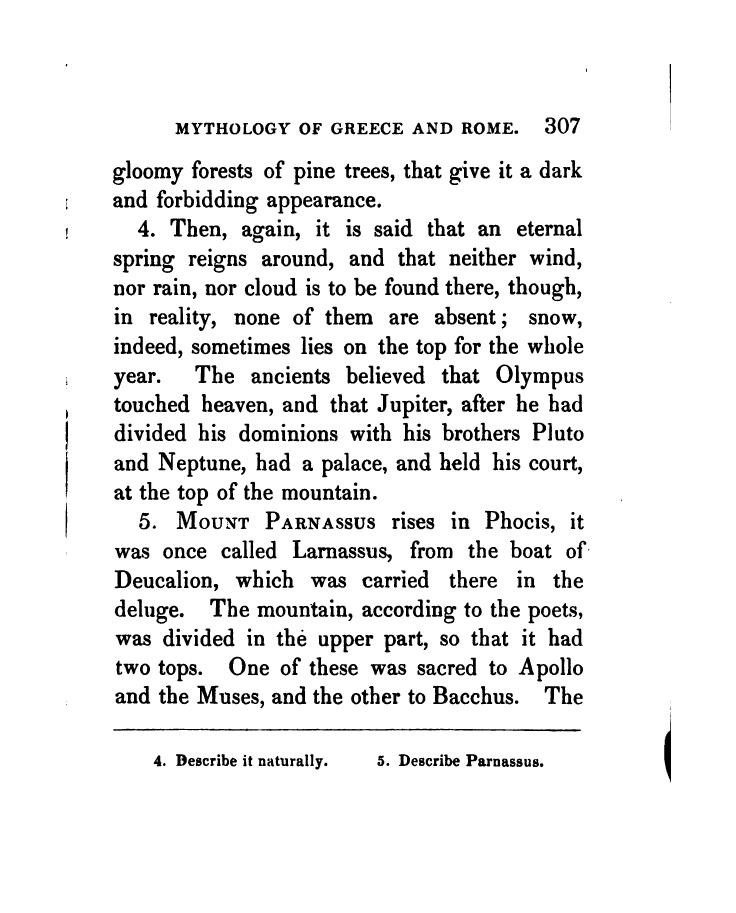 MYTHOLOGY OF GREECE AND ROME. 307
gloomy forests of pine trees, that give it a dark
and forbidding appearance.
4. Then, again, it is said that an eternal
spring reigns around, and that neither wind,
nor rain, nor cloud is to be found there, though,
in reality, none of them are absent; snow,
indeed, sometimes lies on the top for the whole
year. The ancients believed that Olympus
touched heaven, and that Jupiter, after he had
divided his dominions with his brothers Pluto
and Neptune, had a palace, and held his court,
at the top of the mountain.
5. MOUNT PARNASSUS rises in Phocis, it
was once called Larnassus, from the boat of
Deucalion, which was carried there in the
deluge. The mountain, according to the poets,
was divided in the upper part, so that it had
two tops. One of these was sacred to Apollo
and the Muses, and the other to Bacchus. The
4. Describe it naturally. 5. Describe Parnassus.